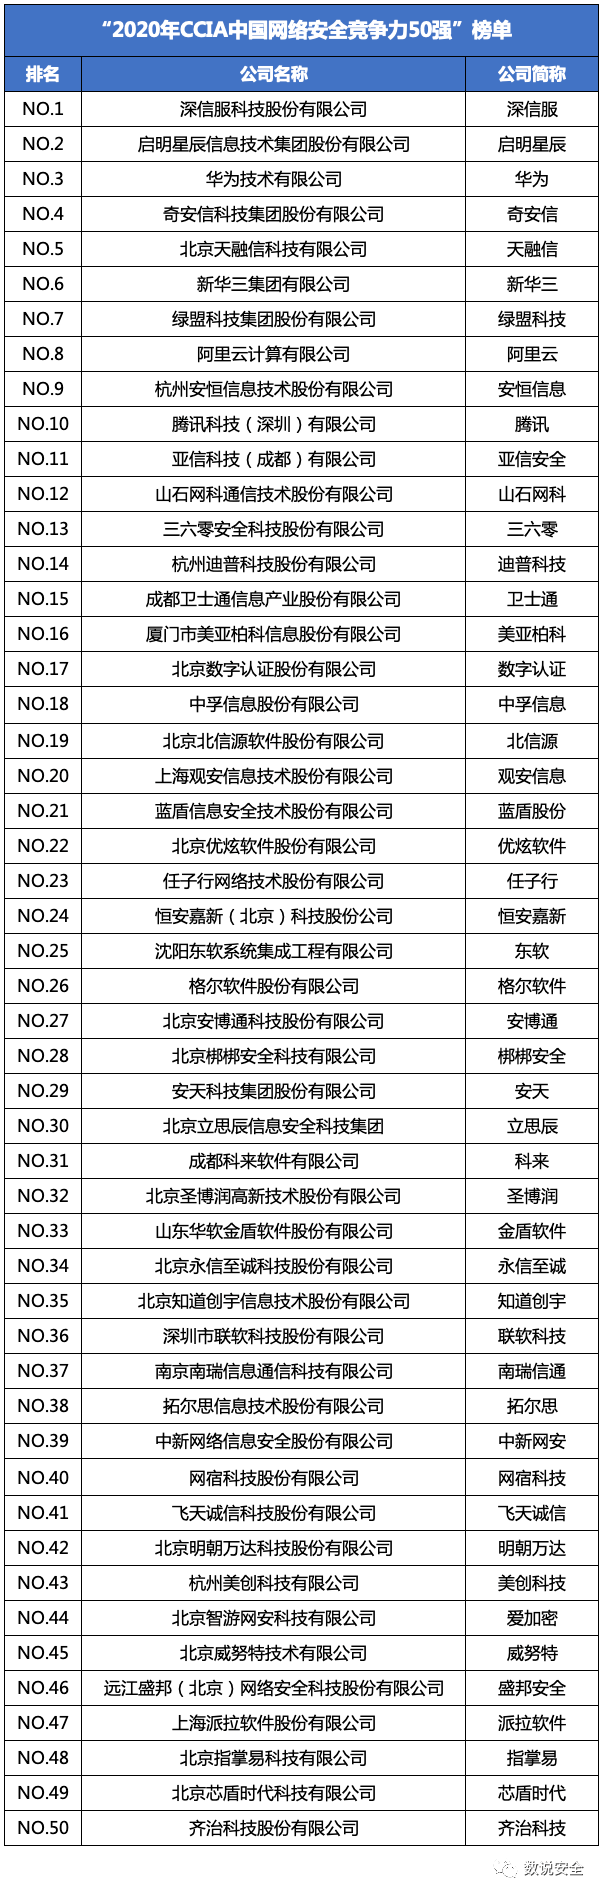 “2020年CCIA中国网络安全竞争力50强”榜单
排名 公司名称 公司简称
NO.1 深信服科技股份有限公司 深信服
NO.2 启明星辰信息技术集团股份有限公司 启明星辰
NO.3 华为技术有限公司 华为
NO.4 奇安信科技集团股份有限公司 奇安信
NO.5 北京天融信科技有限公司 天融信
NO.6 新华三集团有限公司 新华三
NO.7 绿盟科技集团股份有限公司 绿盟科技
NO.8 阿里云计算有限公司 阿里云
NO.9 杭州安恒信息技术股份有限公司 安恒信息
NO.10 腾讯科技（深圳）有限公司 腾讯
NO.11 亚信科技（成都）有限公司 亚信安全
NO.12 山石网科通信技术股份有限公司 山石网科
NO.13 三六零安全科技股份有限公司 三六零
NO.14 杭州迪普科技股份有限公司 迪普科技
NO.15 成都卫士通信息产业股份有限公司 卫士通
NO.16 厦门市美亚柏科信息股份有限公司 美亚柏科
NO.17 北京数字认证股份有限公司 数字认证
NO.18 中孚信息股份有限公司 中孚信息
NO.19 北京北信源软件股份有限公司 北信源
NO.20 上海观安信息技术股份有限公司 观安信息
NO.21 蓝盾信息安全技术股份有限公司 蓝盾股份
NO.22 北京优炫软件股份有限公司 优炫软件
NO.23 任子行网络技术股份有限公司 任子行
NO.24 恒安嘉新（北京）科技股份公司 恒安嘉新
NO.25 沈阳东软系统集成工程有限公司 东软
NO.26 格尔软件股份有限公司 格尔软件
NO.27 北京安博通科技股份有限公司 安博通
NO.28 北京梆梆安全科技有限公司 梆梆安全
NO.29 安天科技集团股份有限公司 安天
NO.30 北京立思辰信息安全科技集团 立思辰
NO.31 成都科来软件有限公司 科来
NO.32 北京圣博润高新技术股份有限公司 圣博润
NO.33 山东华软金盾软件股份有限公司 金盾软件
NO.34 北京永信至诚科技股份有限公司 永信至诚
NO.35 北京知道创宇信息技术股份有限公司 知道创宇
NO.36 深圳市联软科技股份有限公司 联软科技
NO.37 南京南瑞信息通信科技有限公司 南瑞信通
NO.38 拓尔思信息技术股份有限公司 拓尔思
NO.39 中新网络信息安全股份有限公司 中新网安
NO.40 网宿科技股份有限公司 网宿科技
NO.41 飞天诚信科技股份有限公司 飞天诚信
NO.42 北京明朝万达科技股份有限公司 明朝万达
NO.43 杭州美创科技有限公司 美创科技
NO.44 北京智游网安科技有限公司 爱加密
NO.45 北京威努特技术有限公司 威努特
NO.46 远江盛邦（北京）网络安全科技股份有限公司 盛邦安全
NO.47 上海派拉软件股份有限公司 派拉软件
NO.48 北京指掌易科技有限公司 指掌易
NO.49 北京芯盾时代科技有限公司 芯盾时代
NO.50 齐治科技股份有限公司 齐治科技
数说安全